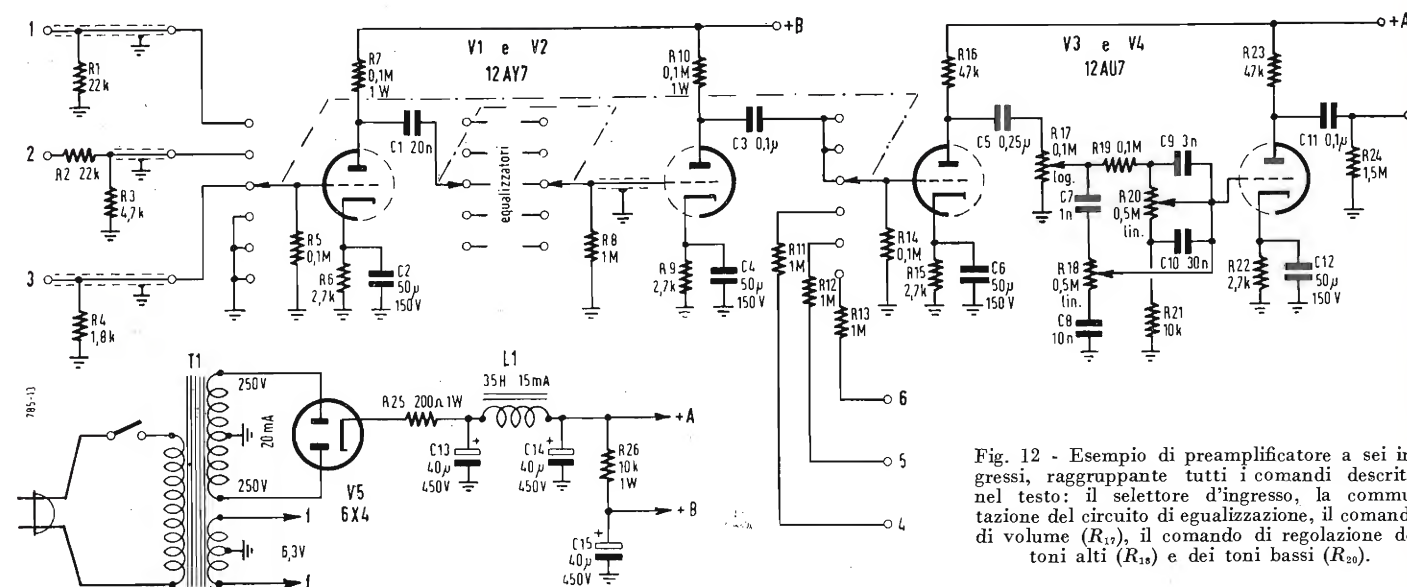 1
R1
22k
2
R2 22k
R3
4,7k
3
R4
1,8k
R7
0,1M
1W
V1 e V2
12AY7
R10
0,1M
1W
+B
C1 20n
equalizzatori
C3 0,1µ
R5
0,1M
R6
2,7k
C2
50µ
150V
R8
1M
R9
2,7k
C4
50µ
150V
R11
1M
R12
1M
R13
1M
R16
47k
V3 e V4
12AU7
R23
47k
+A
C5 0,25µ
R17
0,1M
log.
R19 0,1M
C9 3n
C11 0,1µ
R24
1,5M
C7
1n
R20
0,5M
lin.
R14
0,1M
R15
2,7k
C6
50µ
150V
R18
0,5M
lin.
C10 30n
C8
10n
R21
10k
R22
2,7k
C12
50µ
150V
6
5
4
785-13
T1
250V
20mA
250V
1
6,3V
1
V5
6X4
R25 200Ω 1W
L1
35H 15mA
C13
40µ
450V
C14
40µ
450V
R26
10k
1W
+A
+B
C15
40µ
450V
Fig. 12 - Esempio di preamplificatore a sei in-
gressi, raggruppante tutti i comandi descrit
nel testo: il selettore d'ingresso, la commu
tazione del circuito di egualizzazione, il comand
di volume (R₁₇), il comando di regolazione de
toni alti (R₁₈) e dei toni bassi (R₂₀).